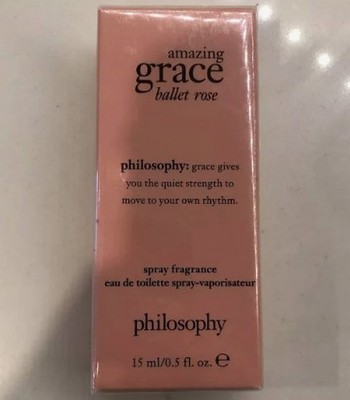 amazing
grace
ballet rose
philosophy: grace gives
you the quiet strength to
move to your own rhythm.
spray fragrance
eau de toilette spray-vaporisateur
philosophy
15 ml/0.5 fl. oz. ℮